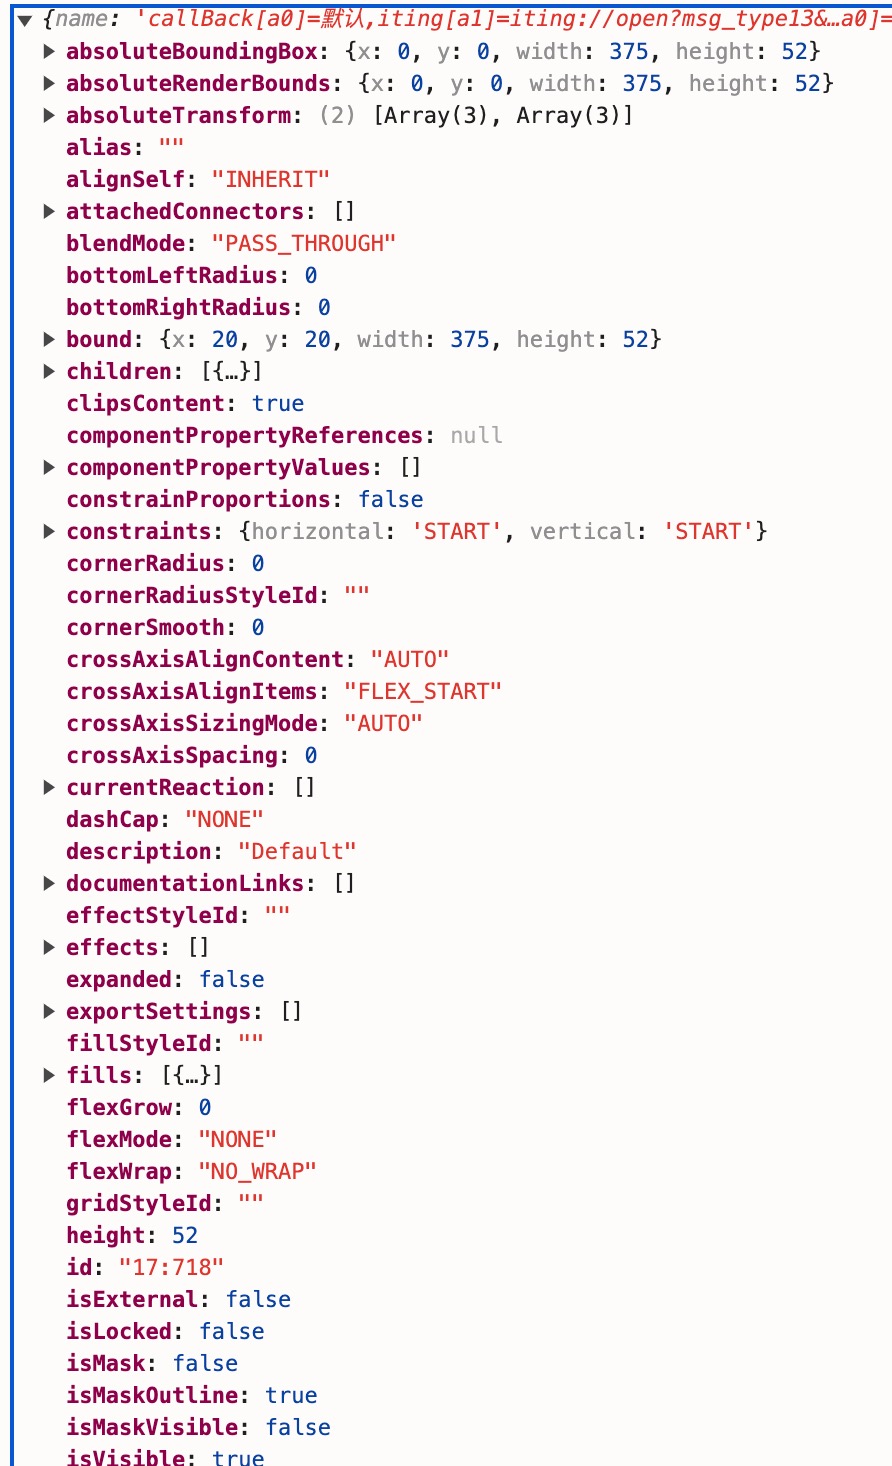 ▼ {name: 'callBack[a0]=默认,iting[a1]=iting://open?msg_type13&…a0]=
▶ absoluteBoundingBox: {x: 0, y: 0, width: 375, height: 52}
▶ absoluteRenderBounds: {x: 0, y: 0, width: 375, height: 52}
▶ absoluteTransform: (2) [Array(3), Array(3)]
alias: ""
alignSelf: "INHERIT"
▶ attachedConnectors: []
blendMode: "PASS_THROUGH"
bottomLeftRadius: 0
bottomRightRadius: 0
▶ bound: {x: 20, y: 20, width: 375, height: 52}
▶ children: [{…}]
clipsContent: true
componentPropertyReferences: null
▶ componentPropertyValues: []
constrainProportions: false
▶ constraints: {horizontal: 'START', vertical: 'START'}
cornerRadius: 0
cornerRadiusStyleId: ""
cornerSmooth: 0
crossAxisAlignContent: "AUTO"
crossAxisAlignItems: "FLEX_START"
crossAxisSizingMode: "AUTO"
crossAxisSpacing: 0
▶ currentReaction: []
dashCap: "NONE"
description: "Default"
▶ documentationLinks: []
effectStyleId: ""
▶ effects: []
expanded: false
▶ exportSettings: []
fillStyleId: ""
▶ fills: [{…}]
flexGrow: 0
flexMode: "NONE"
flexWrap: "NO_WRAP"
gridStyleId: ""
height: 52
id: "17:718"
isExternal: false
isLocked: false
isMask: false
isMaskOutline: true
isMaskVisible: false
isVisible: true